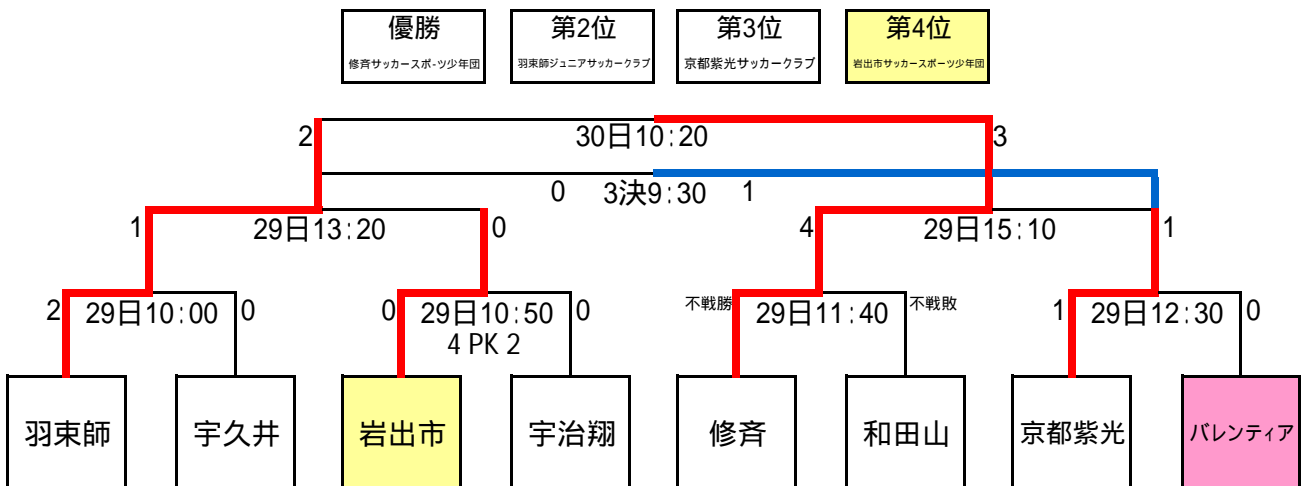 優勝
修斉サッカースポ-ツ少年団
第2位
羽束師ジュニアサッカークラブ
第3位
京都紫光サッカークラブ
第4位
岩出市サッカースポーツ少年団
2 30日10:20 3
0 3決9:30 1
1 29日13:20 0
4 29日15:10 1
2 29日10:00 0
0 29日10:50 0
4 PK 2
不戦勝 29日11:40 不戦敗
1 29日12:30 0
羽束師
宇久井
岩出市
宇治翔
修斉
和田山
京都紫光
バレンティア